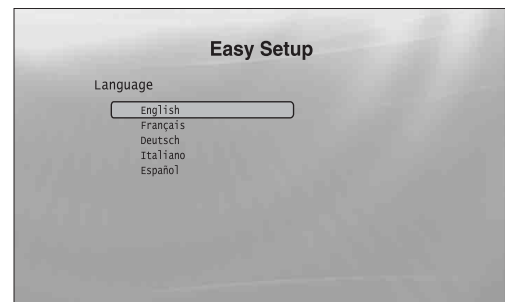 Easy Setup
Language
English
Français
Deutsch
Italiano
Español